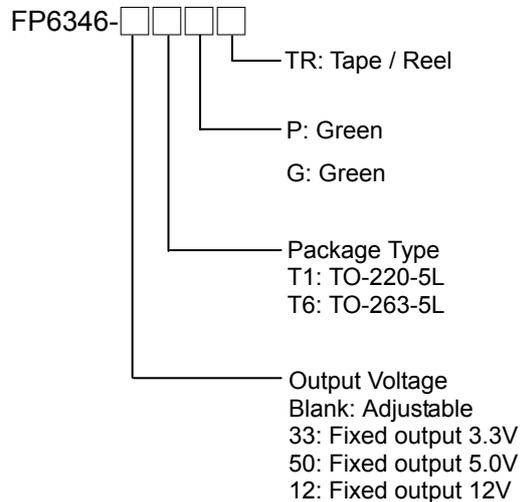 FP6346-
TR: Tape / Reel
P: Green
G: Green
Package Type
T1: TO-220-5L
T6: TO-263-5L
Output Voltage
Blank: Adjustable
33: Fixed output 3.3V
50: Fixed output 5.0V
12: Fixed output 12V